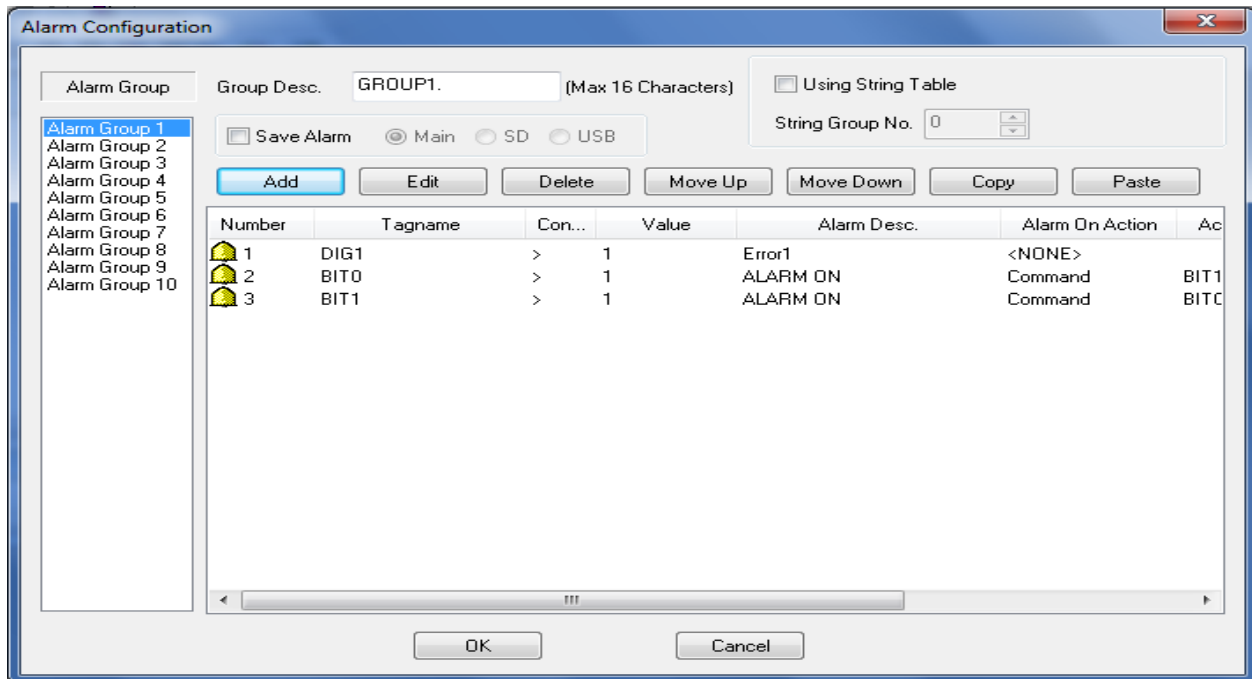 Alarm Configuration
Alarm Group
Group Desc. GROUP1. (Max 16 Characters)
Using String Table
String Group No. 0
Save Alarm Main SD USB
Add Edit Delete Move Up Move Down Copy Paste
Alarm Group 1
Alarm Group 2
Alarm Group 3
Alarm Group 4
Alarm Group 5
Alarm Group 6
Alarm Group 7
Alarm Group 8
Alarm Group 9
Alarm Group 10
Number Tagname Con... Value Alarm Desc. Alarm On Action Ac
1 DIG1 > 1 Error1 <NONE>
2 BIT0 > 1 ALARM ON Command BIT1
3 BIT1 > 1 ALARM ON Command
OK Cancel